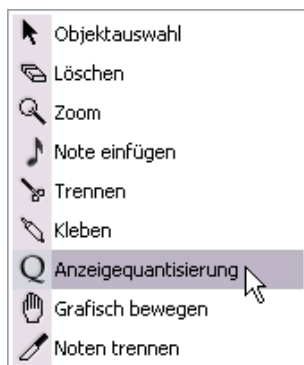 Objektauswahl
Löschen
Zoom
Note einfügen
Trennen
Kleben
Q Anzeigequantisierung
Grafisch bewegen
Noten trennen